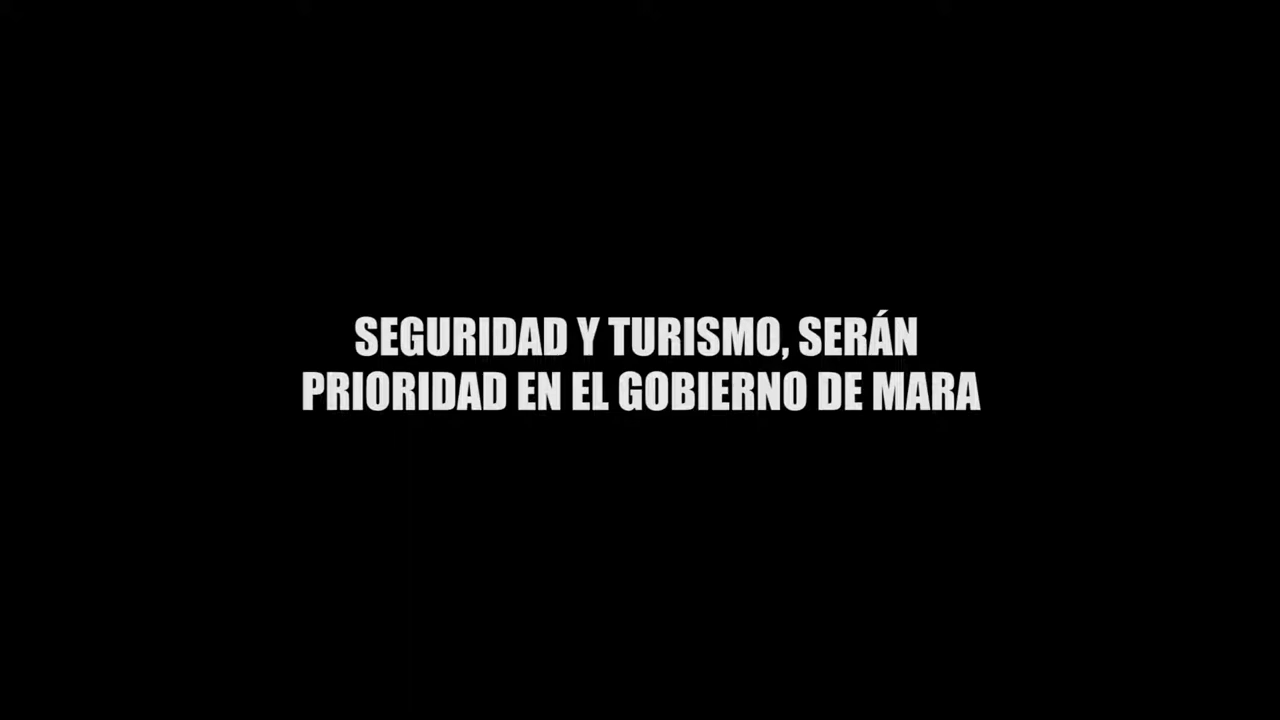 SEGURIDAD Y TURISMO, SERÁN
PRIORIDAD EN EL GOBIERNO DE MARA